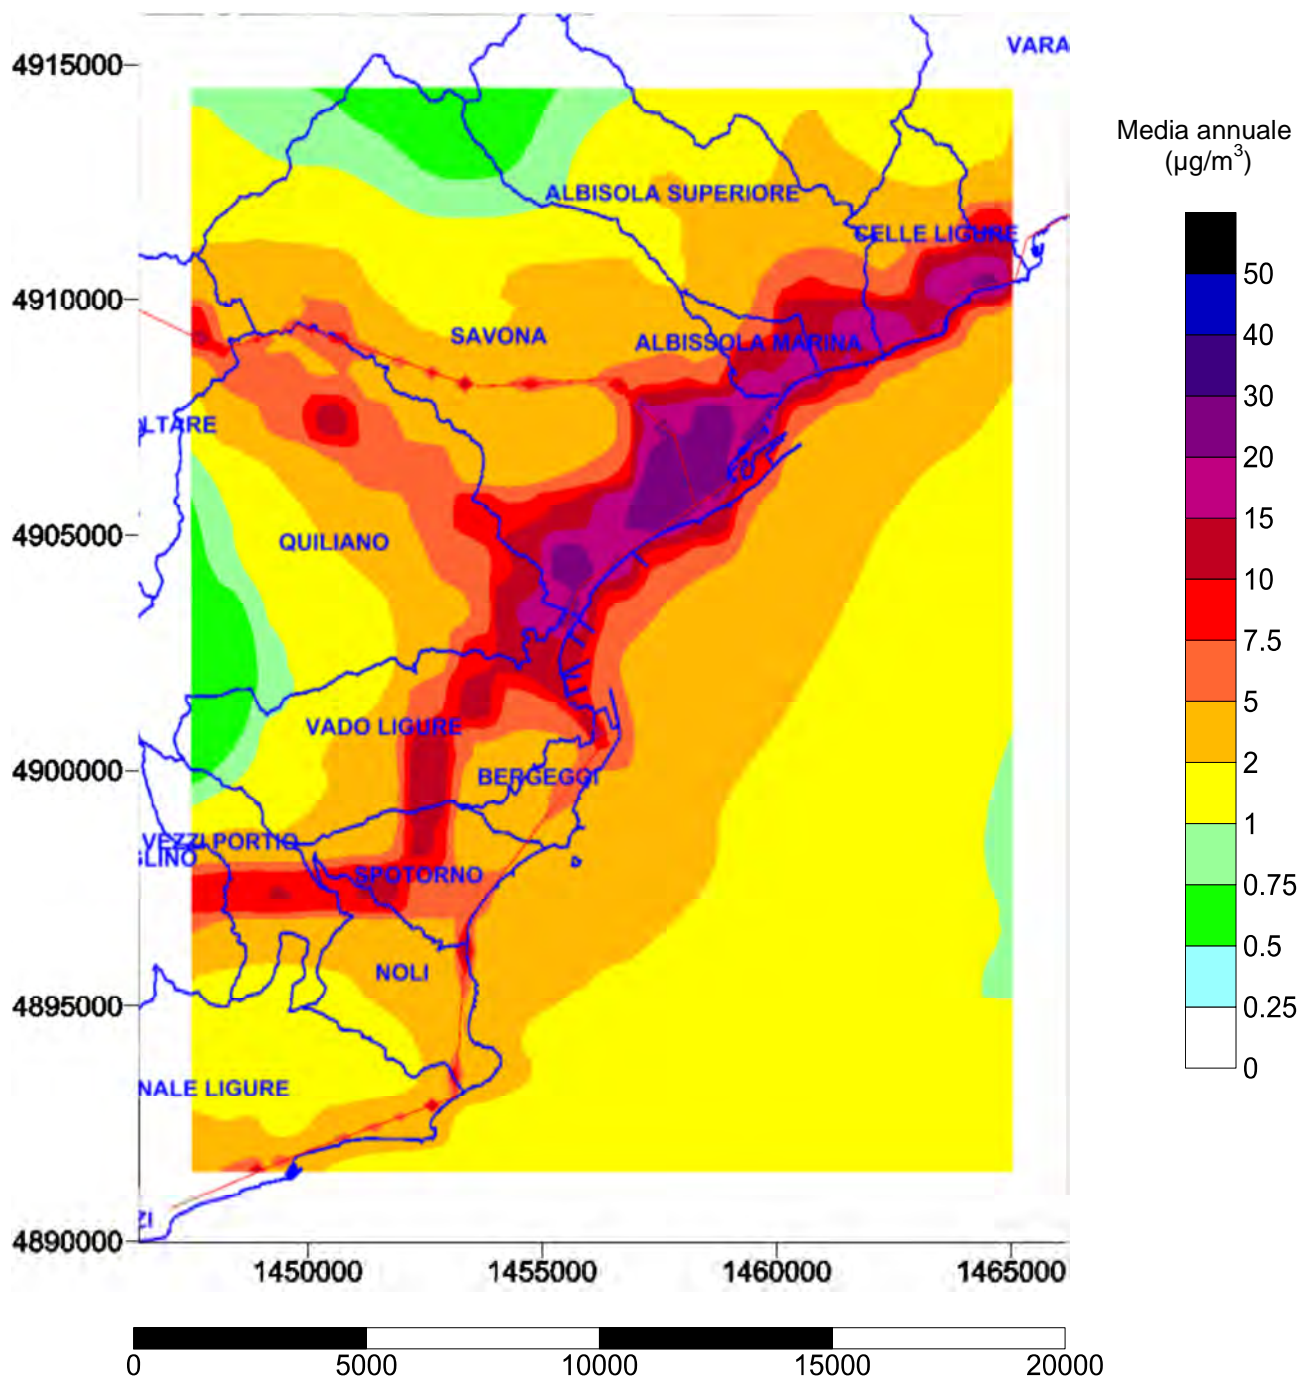 4915000
VARA
Media annuale
(µg/m³)
ALBISOLA SUPERIORE
CELLE LIGURE
50
4910000
40
SAVONA
ALBISSOLA MARINA
30
LTARE
20
15
4905000
QUILIANO
10
7.5
5
VADO LIGURE
4900000
BERGEGGI
2
1
VEZZI PORTIO
GLINO
SPOTORNO
0.75
0.5
NOLI
4895000
0.25
NALE LIGURE
0
ZI
4890000
1450000 1455000 1460000 1465000
0 5000 10000 15000 20000